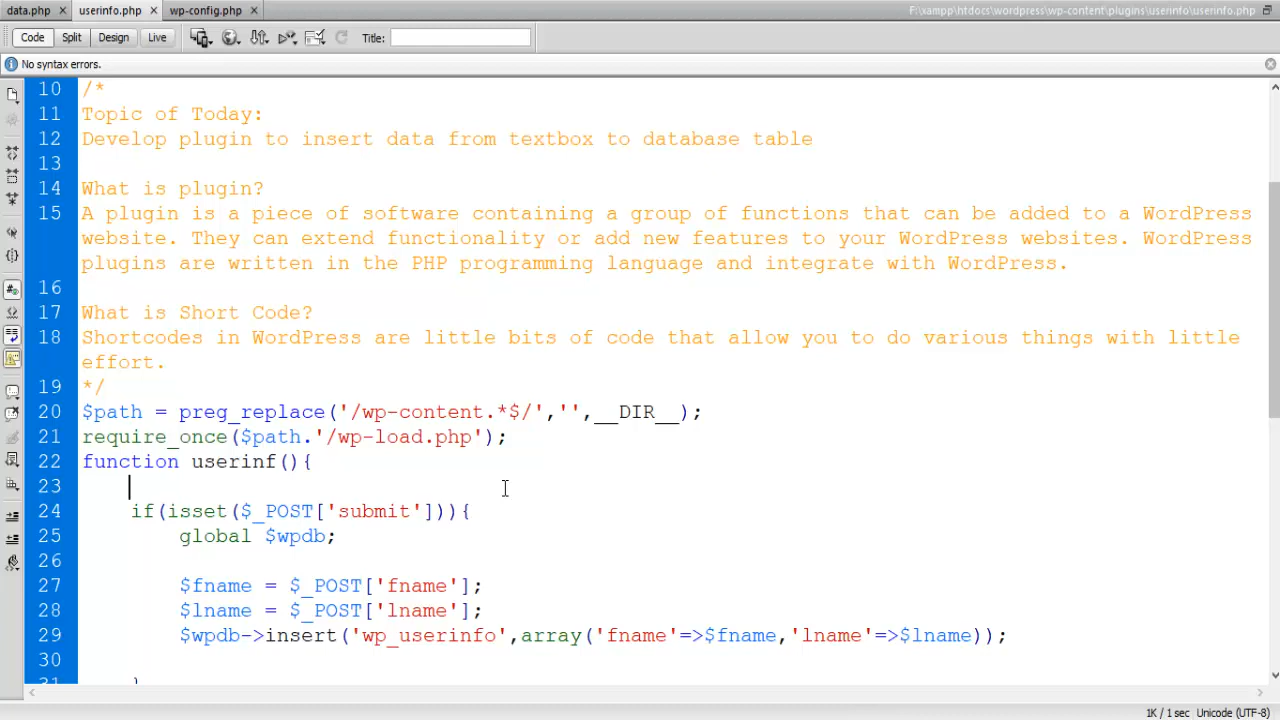 data.php × userinfo.php × wp-config.php × F:\xampp\htdocs\wordpress\wp-content\plugins\userinfo\userinfo.php
Code Split Design Live Title:
No syntax errors.
10 /*
11 Topic of Today:
12 Develop plugin to insert data from textbox to database table
13
14 What is plugin?
15 A plugin is a piece of software containing a group of functions that can be added to a WordPress
website. They can extend functionality or add new features to your WordPress websites. WordPress
plugins are written in the PHP programming language and integrate with WordPress.
16
17 What is Short Code?
18 Shortcodes in WordPress are little bits of code that allow you to do various things with little
effort.
19 */
20 $path = preg_replace('/wp-content.*$/','',__DIR__);
21 require_once($path.'/wp-load.php');
22 function userinf(){
23
24 if(isset($_POST['submit'])){
25 global $wpdb;
26
27 $fname = $_POST['fname'];
28 $lname = $_POST['lname'];
29 $wpdb->insert('wp_userinfo',array('fname'=>$fname,'lname'=>$lname));
30
31 }
1K / 1 sec Unicode (UTF-8)